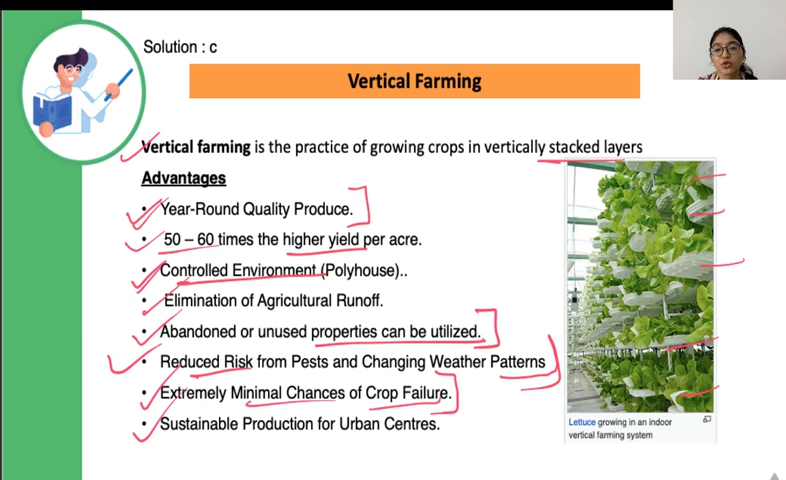 Solution : c
Vertical Farming
Vertical farming is the practice of growing crops in vertically stacked layers
Advantages
• Year-Round Quality Produce.
• 50 – 60 times the higher yield per acre.
• Controlled Environment (Polyhouse)..
• Elimination of Agricultural Runoff.
• Abandoned or unused properties can be utilized.
• Reduced Risk from Pests and Changing Weather Patterns
• Extremely Minimal Chances of Crop Failure.
• Sustainable Production for Urban Centres.
Lettuce growing in an indoor
vertical farming system